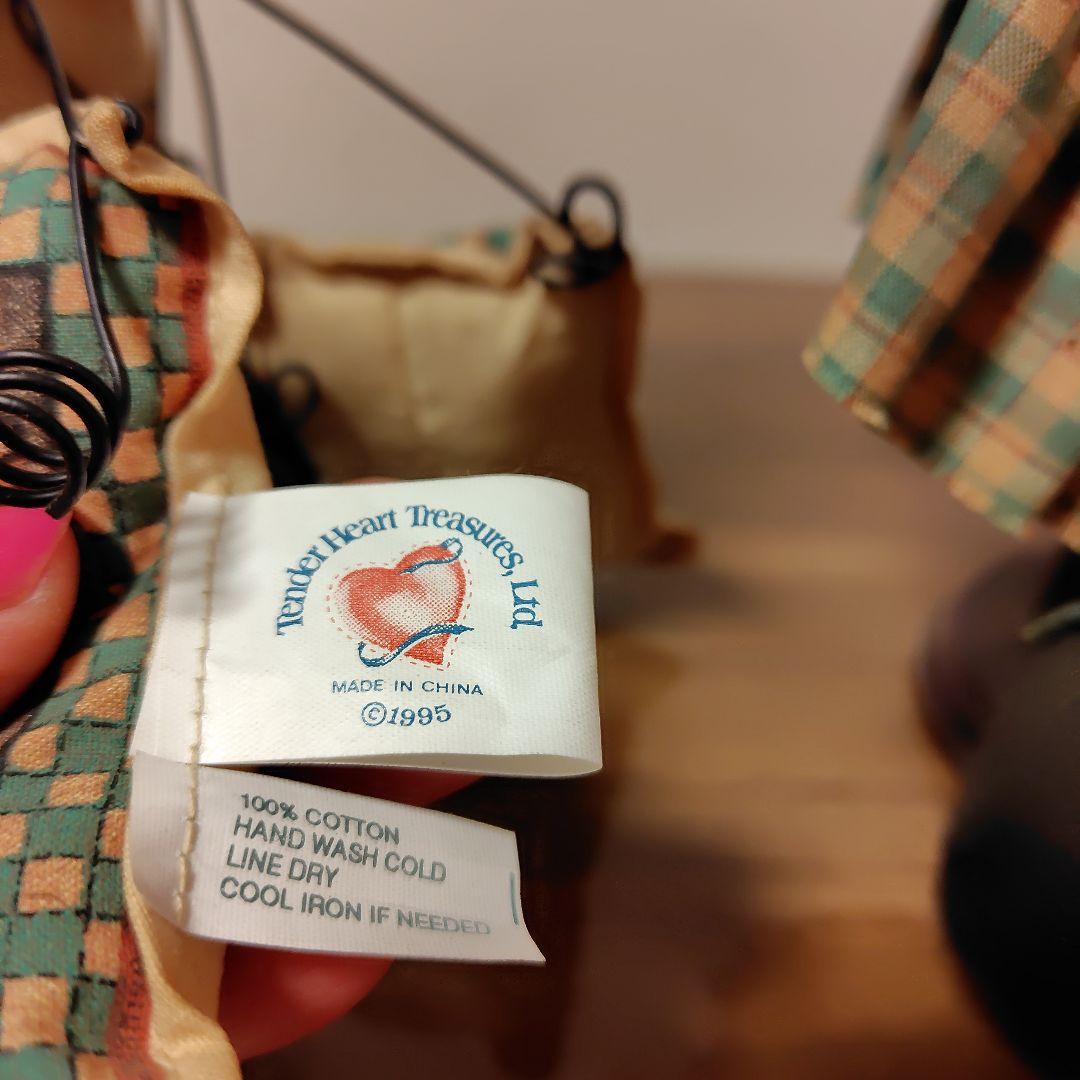 Tender Heart Treasures, Ltd.
MADE IN CHINA
©1995
100% COTTON
HAND WASH COLD
LINE DRY
COOL IRON IF NEEDED